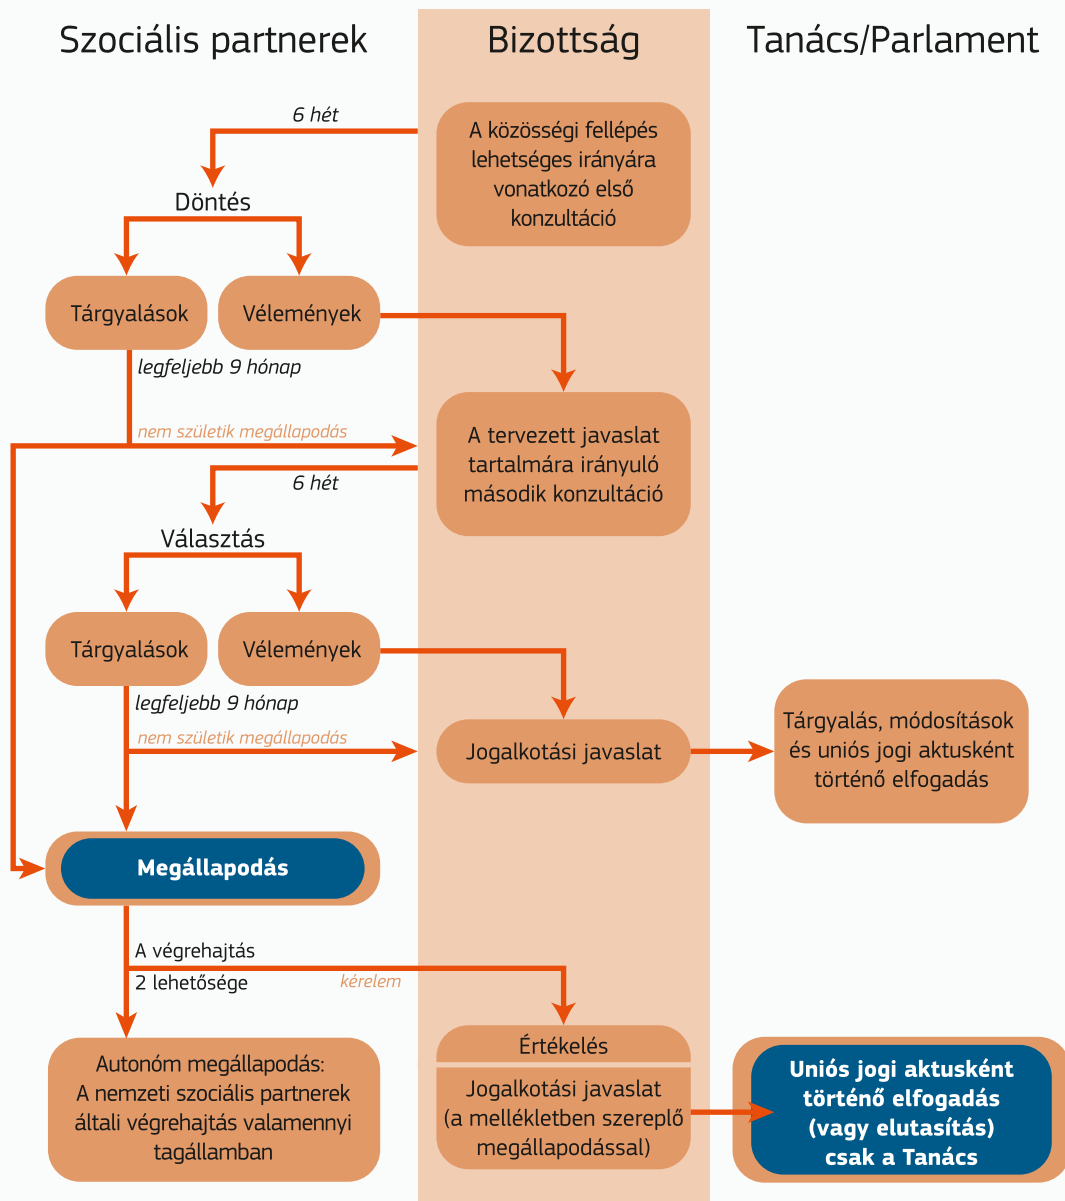 Szociális partnerek
Bizottság
Tanács/Parlament
6 hét
A közösségi fellépés
lehetséges irányára
vonatkozó első
konzultáció
Döntés
Tárgyalások
Vélemények
legfeljebb 9 hónap
nem születik megállapodás
A tervezett javaslat
tartalmára irányuló
második konzultáció
6 hét
Választás
Tárgyalások
Vélemények
legfeljebb 9 hónap
nem születik megállapodás
Jogalkotási javaslat
Tárgyalás, módosítások
és uniós jogi aktusként
történő elfogadás
Megállapodás
A végrehajtás
2 lehetősége
kérelem
Autonóm megállapodás:
A nemzeti szociális partnerek
általi végrehajtás valamennyi
tagállamban
Értékelés
Jogalkotási javaslat
(a mellékletben szereplő
megállapodással)
Uniós jogi aktusként
történő elfogadás
(vagy elutasítás)
csak a Tanács